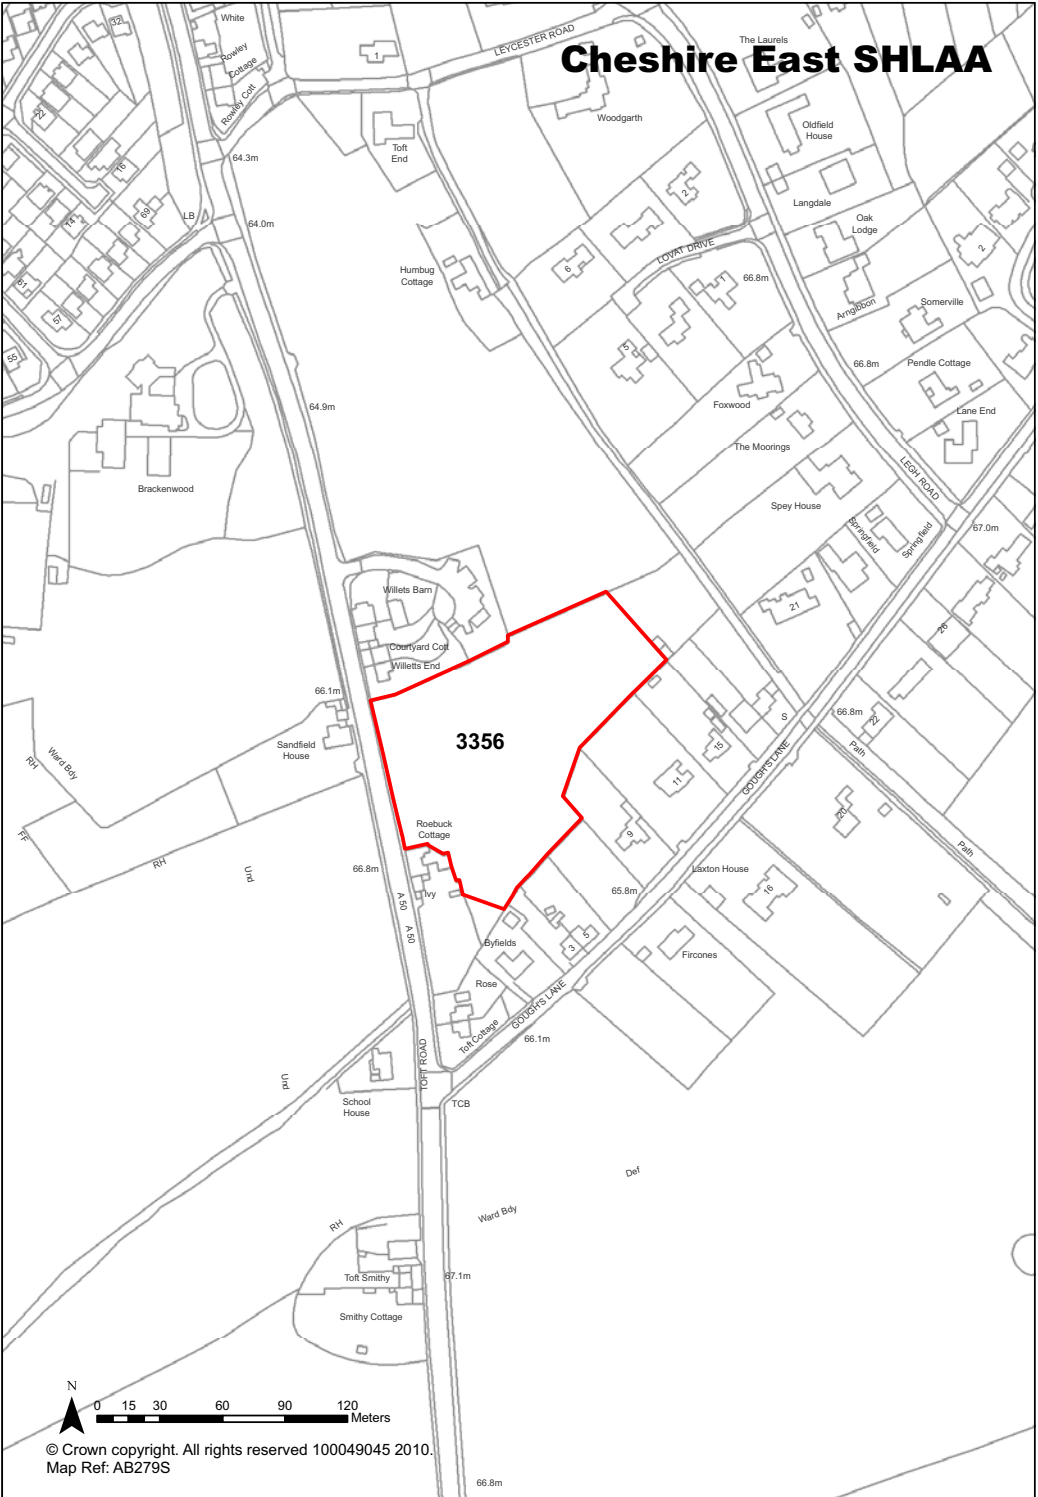 Cheshire East SHLAA
32
White
Rowley
Cottage
Rowley Cott
1
LEYCESTER ROAD
The Laurels
22
16
Woodgarth
Oldfield
House
Toft
End
64.3m
2
Langdale
14
69
LB
64.0m
Oak
Lodge
LOVAT DRIVE
2
6
1
66.8m
Humbug
Cottage
61
57
Arngibbon
Somerville
55
5
66.8m
Pendle Cottage
64.9m
Foxwood
Lane End
The Moorings
LEGH ROAD
Brackenwood
Spey House
Springfield
Springfield
67.0m
Willets Barn
21
26
Courtyard Cott
Willetts End
66.1m
S
66.8m
22
Sandfield
House
3356
15
Path
Ward Bdy
RH
11
GOUGH'S LANE
20
Roebuck
Cottage
9
FF
RH
Und
66.8m
Path
Laxton House
16
A 50
Ivy
65.8m
A 50
Byfields
3
5
Fircones
Rose
GOUGH'S LANE
Toft Cottage
66.1m
TOFT ROAD
Und
School
House
TCB
Def
Ward Bdy
RH
Toft Smithy
67.1m
Smithy Cottage
N
0 15 30 60 90 120
Meters
© Crown copyright. All rights reserved 100049045 2010.
Map Ref: AB279S
66.8m